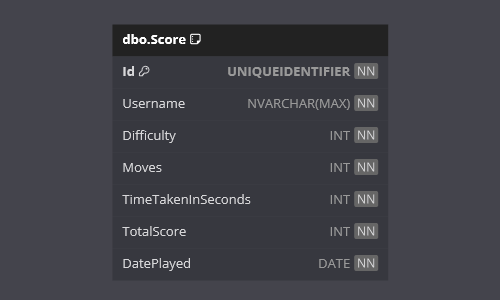 dbo.Score
Id UNIQUEIDENTIFIER NN
Username NVARCHAR(MAX) NN
Difficulty INT NN
Moves INT NN
TimeTakenInSeconds INT NN
TotalScore INT NN
DatePlayed DATE NN